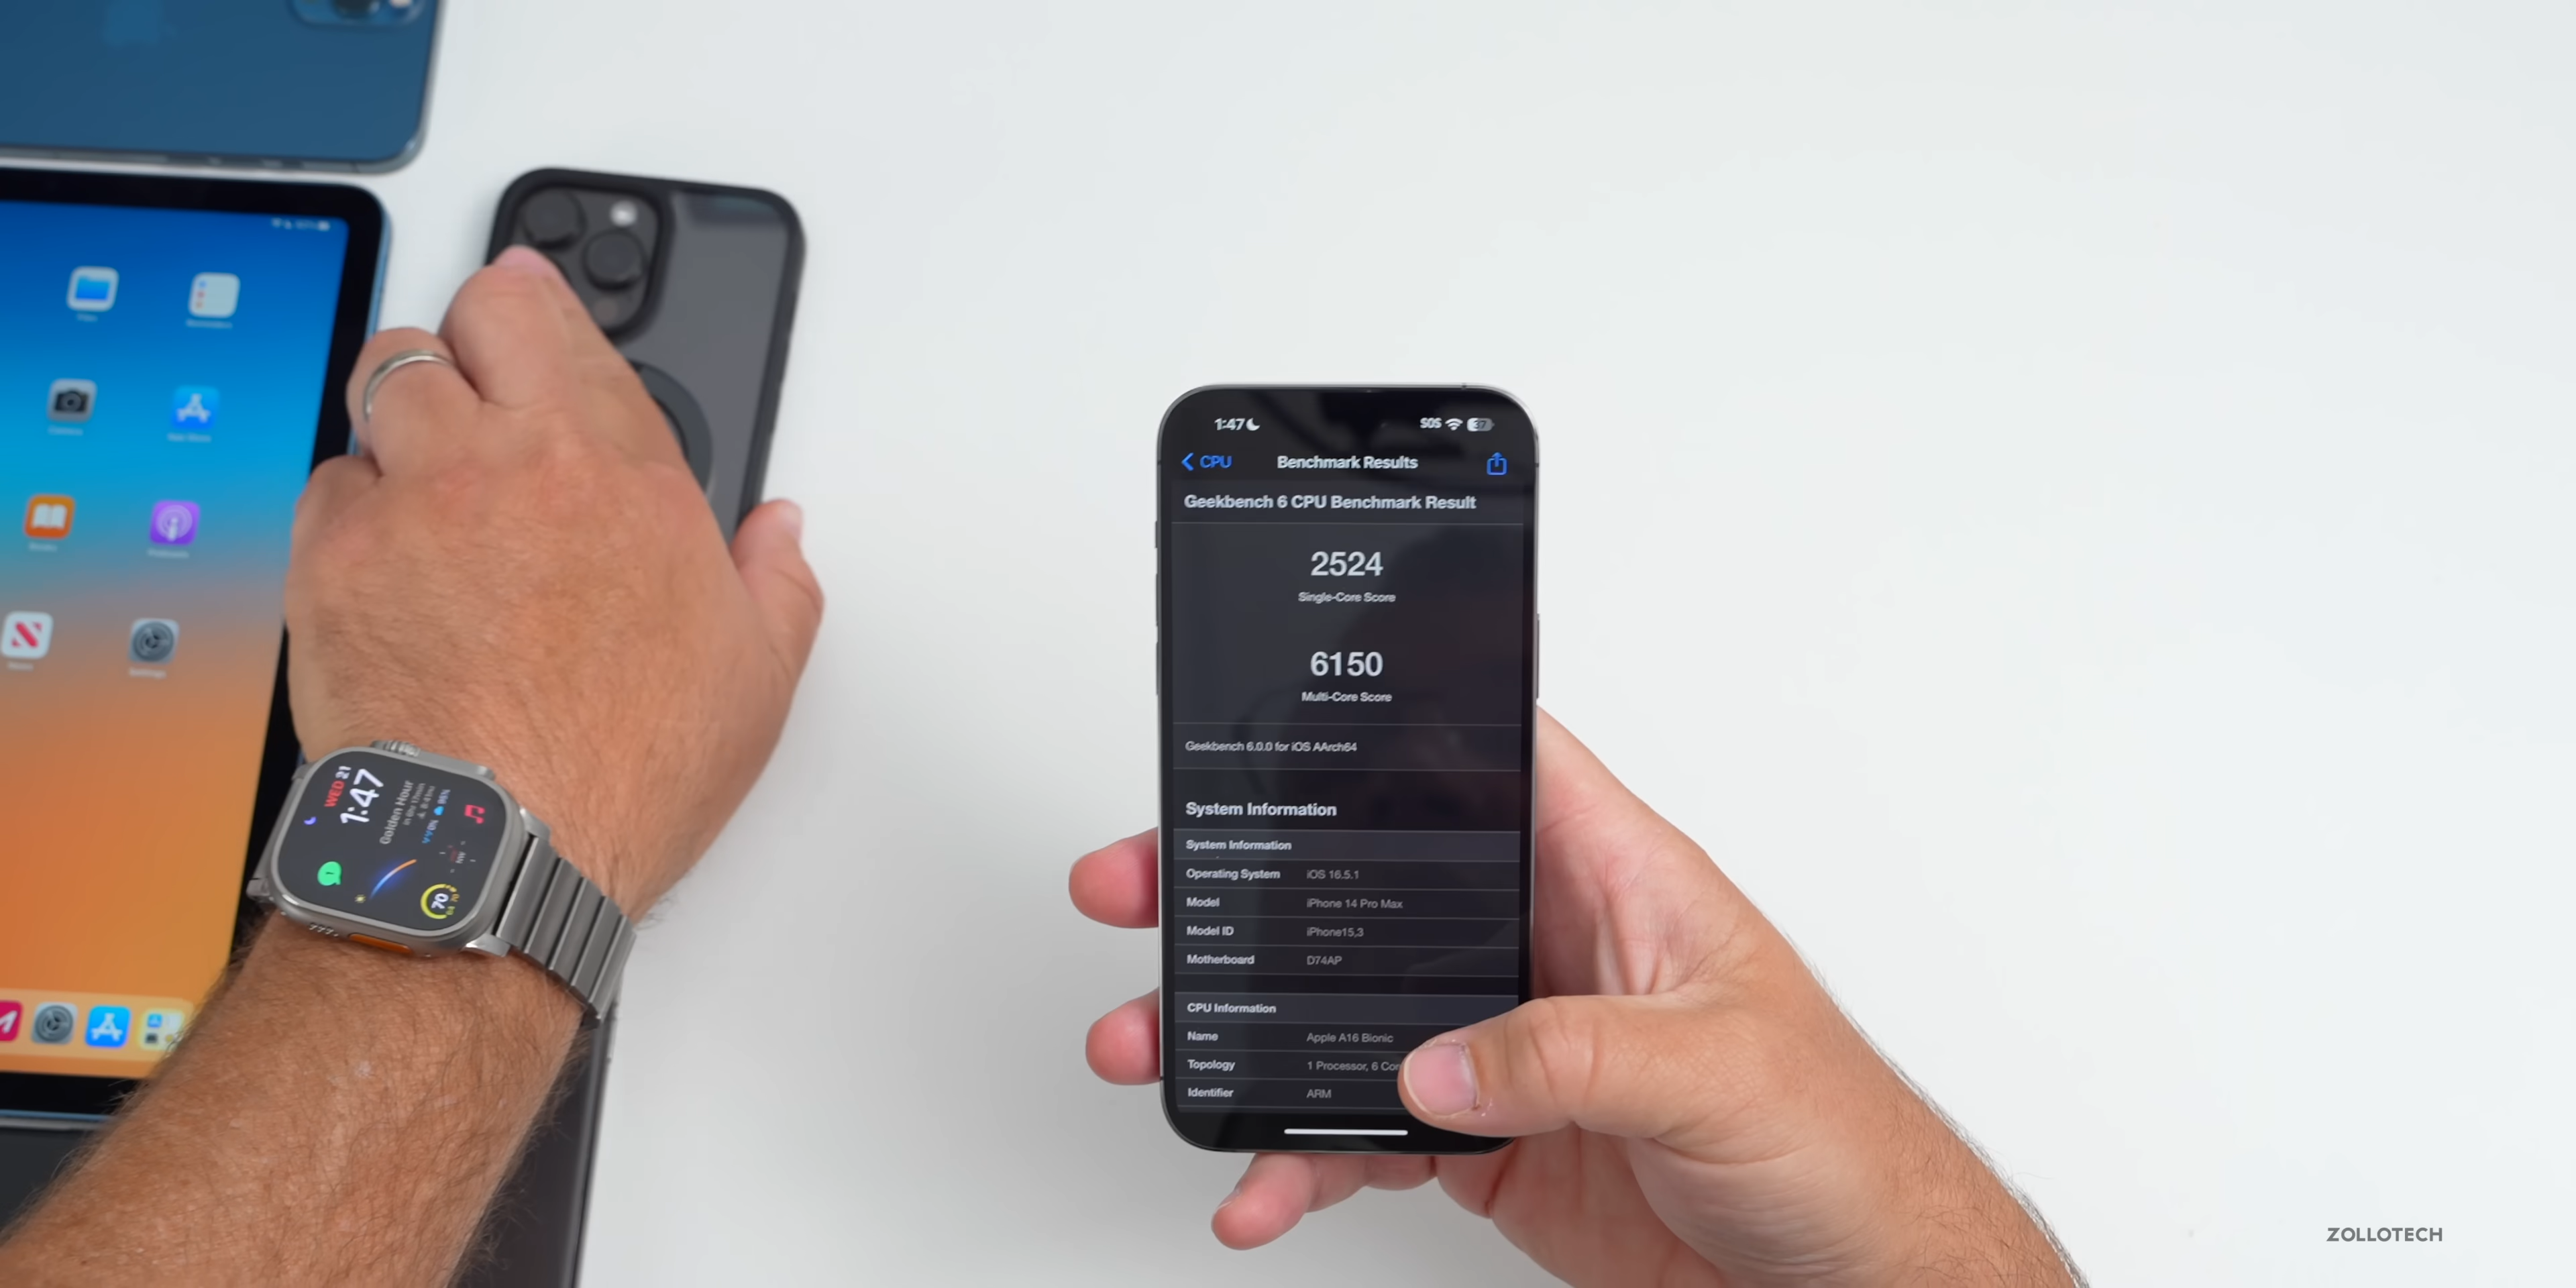 1:47
SOS
37
CPU
Benchmark Results
Geekbench 6 CPU Benchmark Result
2524
Single-Core Score
6150
Multi-Core Score
Geekbench 6.0.0 for iOS AArch64
System Information
System Information
Operating System iOS 16.5.1
Model iPhone 14 Pro Max
Model ID iPhone15,3
Motherboard D74AP
CPU Information
Name Apple A16 Bionic
Topology 1 Processor, 6 Cor
Identifier ARM
WED 21
1:47
Golden Hour
70
ZOLLOTECH